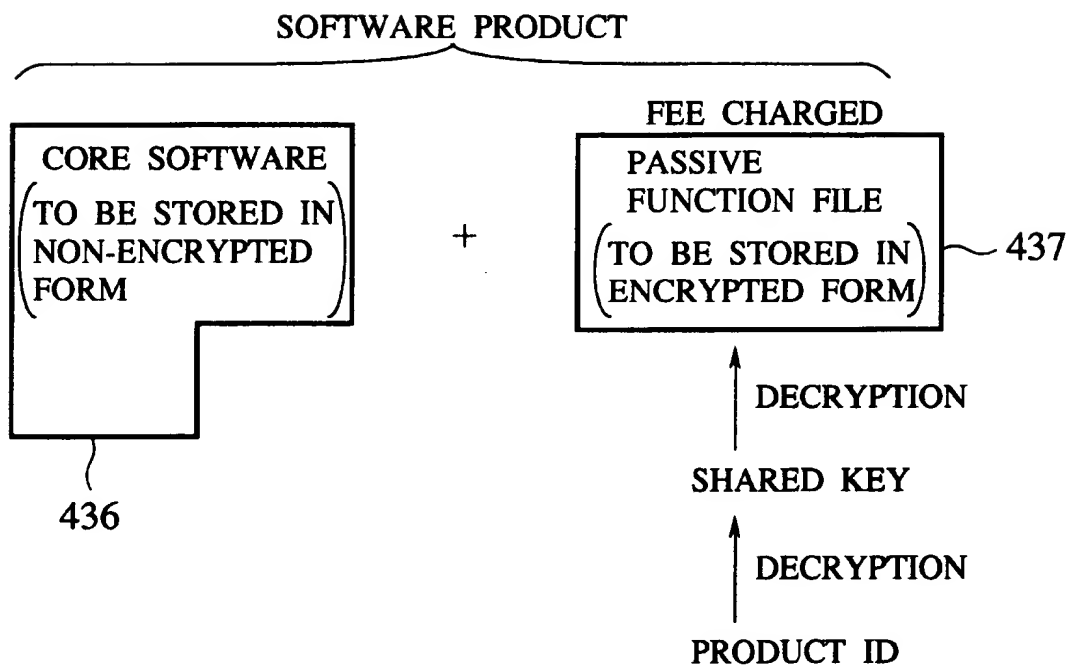 SOFTWARE PRODUCT
CORE SOFTWARE
(TO BE STORED IN
NON-ENCRYPTED
FORM)
436
+
FEE CHARGED
PASSIVE
FUNCTION FILE
(TO BE STORED IN
ENCRYPTED FORM)
437
DECRYPTION
SHARED KEY
DECRYPTION
PRODUCT ID